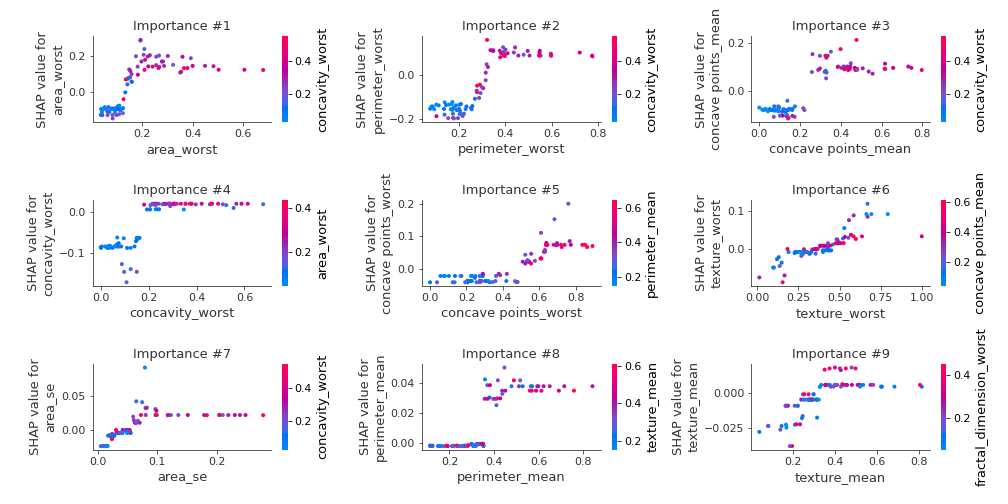 Importance #1
SHAP value for
area_worst
0.2
0.0
0.2
0.4
0.6
area_worst
0.4
0.2
concavity_worst
Importance #2
SHAP value for
perimeter_worst
0.0
−0.2
0.2
0.4
0.6
0.8
perimeter_worst
0.4
0.2
concavity_worst
Importance #3
SHAP value for
concave points_mean
0.2
0.0
0.0
0.2
0.4
0.6
0.8
concave points_mean
0.4
0.2
concavity_worst
Importance #4
SHAP value for
concavity_worst
0.0
−0.1
0.0
0.2
0.4
0.6
concavity_worst
0.4
0.2
area_worst
Importance #5
SHAP value for
concave points_worst
0.2
0.1
0.0
0.0
0.2
0.4
0.6
0.8
concave points_worst
0.6
0.4
0.2
perimeter_mean
Importance #6
SHAP value for
texture_worst
0.1
0.0
0.00
0.25
0.50
0.75
1.00
texture_worst
0.6
0.4
0.2
concave points_mean
Importance #7
SHAP value for
area_se
0.05
0.00
0.0
0.1
0.2
area_se
0.4
0.2
concavity_worst
Importance #8
SHAP value for
perimeter_mean
0.04
0.02
0.00
0.2
0.4
0.6
0.8
perimeter_mean
0.6
0.4
0.2
texture_mean
Importance #9
SHAP value for
texture_mean
0.000
−0.025
0.2
0.4
0.6
0.8
texture_mean
0.4
0.2
fractal_dimension_worst